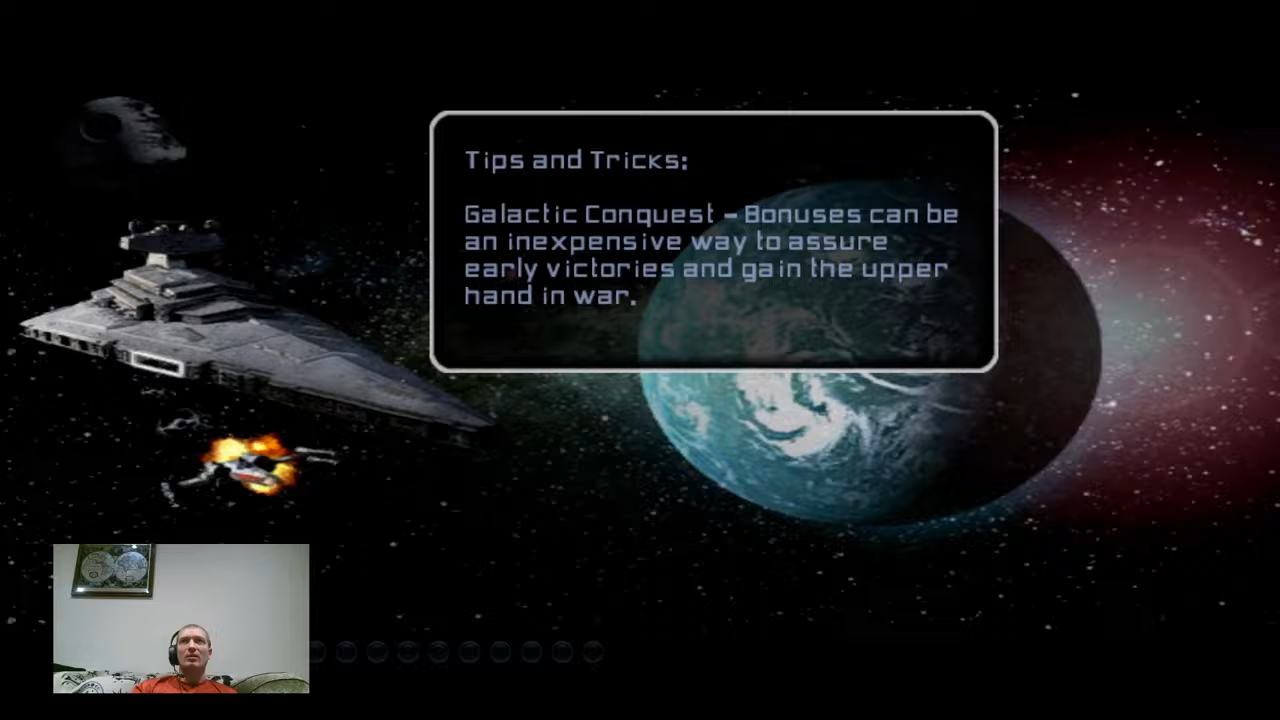 Tips and Tricks:
Galactic Conquest - Bonuses can be
an inexpensive way to assure
early victories and gain the upper
hand in war.